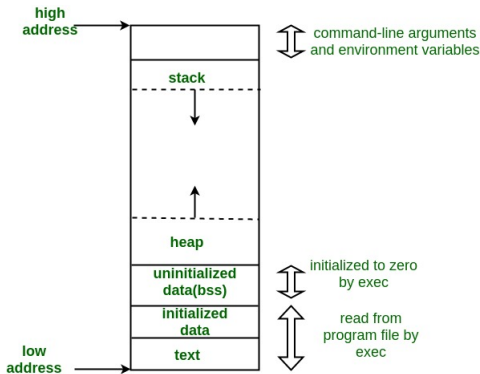 high
address
command-line arguments
and environment variables
stack
heap
uninitialized
data(bss)
initialized to zero
by exec
initialized
data
read from
program file by
exec
low
address
text